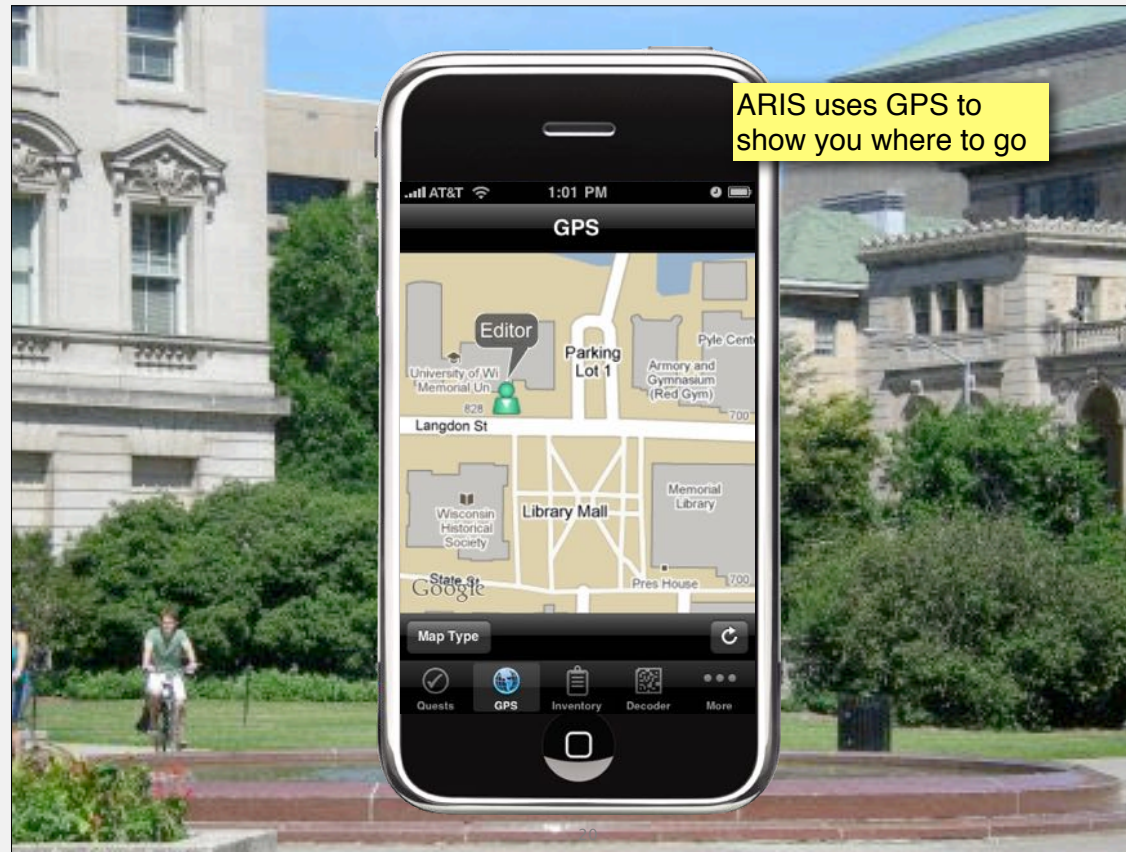 ARIS uses GPS to
show you where to go
AT&T
1:01 PM
GPS
Editor
Parking
Lot 1
Pyle Cent
University of Wi
Memorial Un
Armory and
Gymnasium
(Red Gym)
828
700
Langdon St
Wisconsin
Historical
Society
Library Mall
Memorial
Library
State St
Google
Pres House
700
Map Type
Quests
GPS
Inventory
Decoder
More